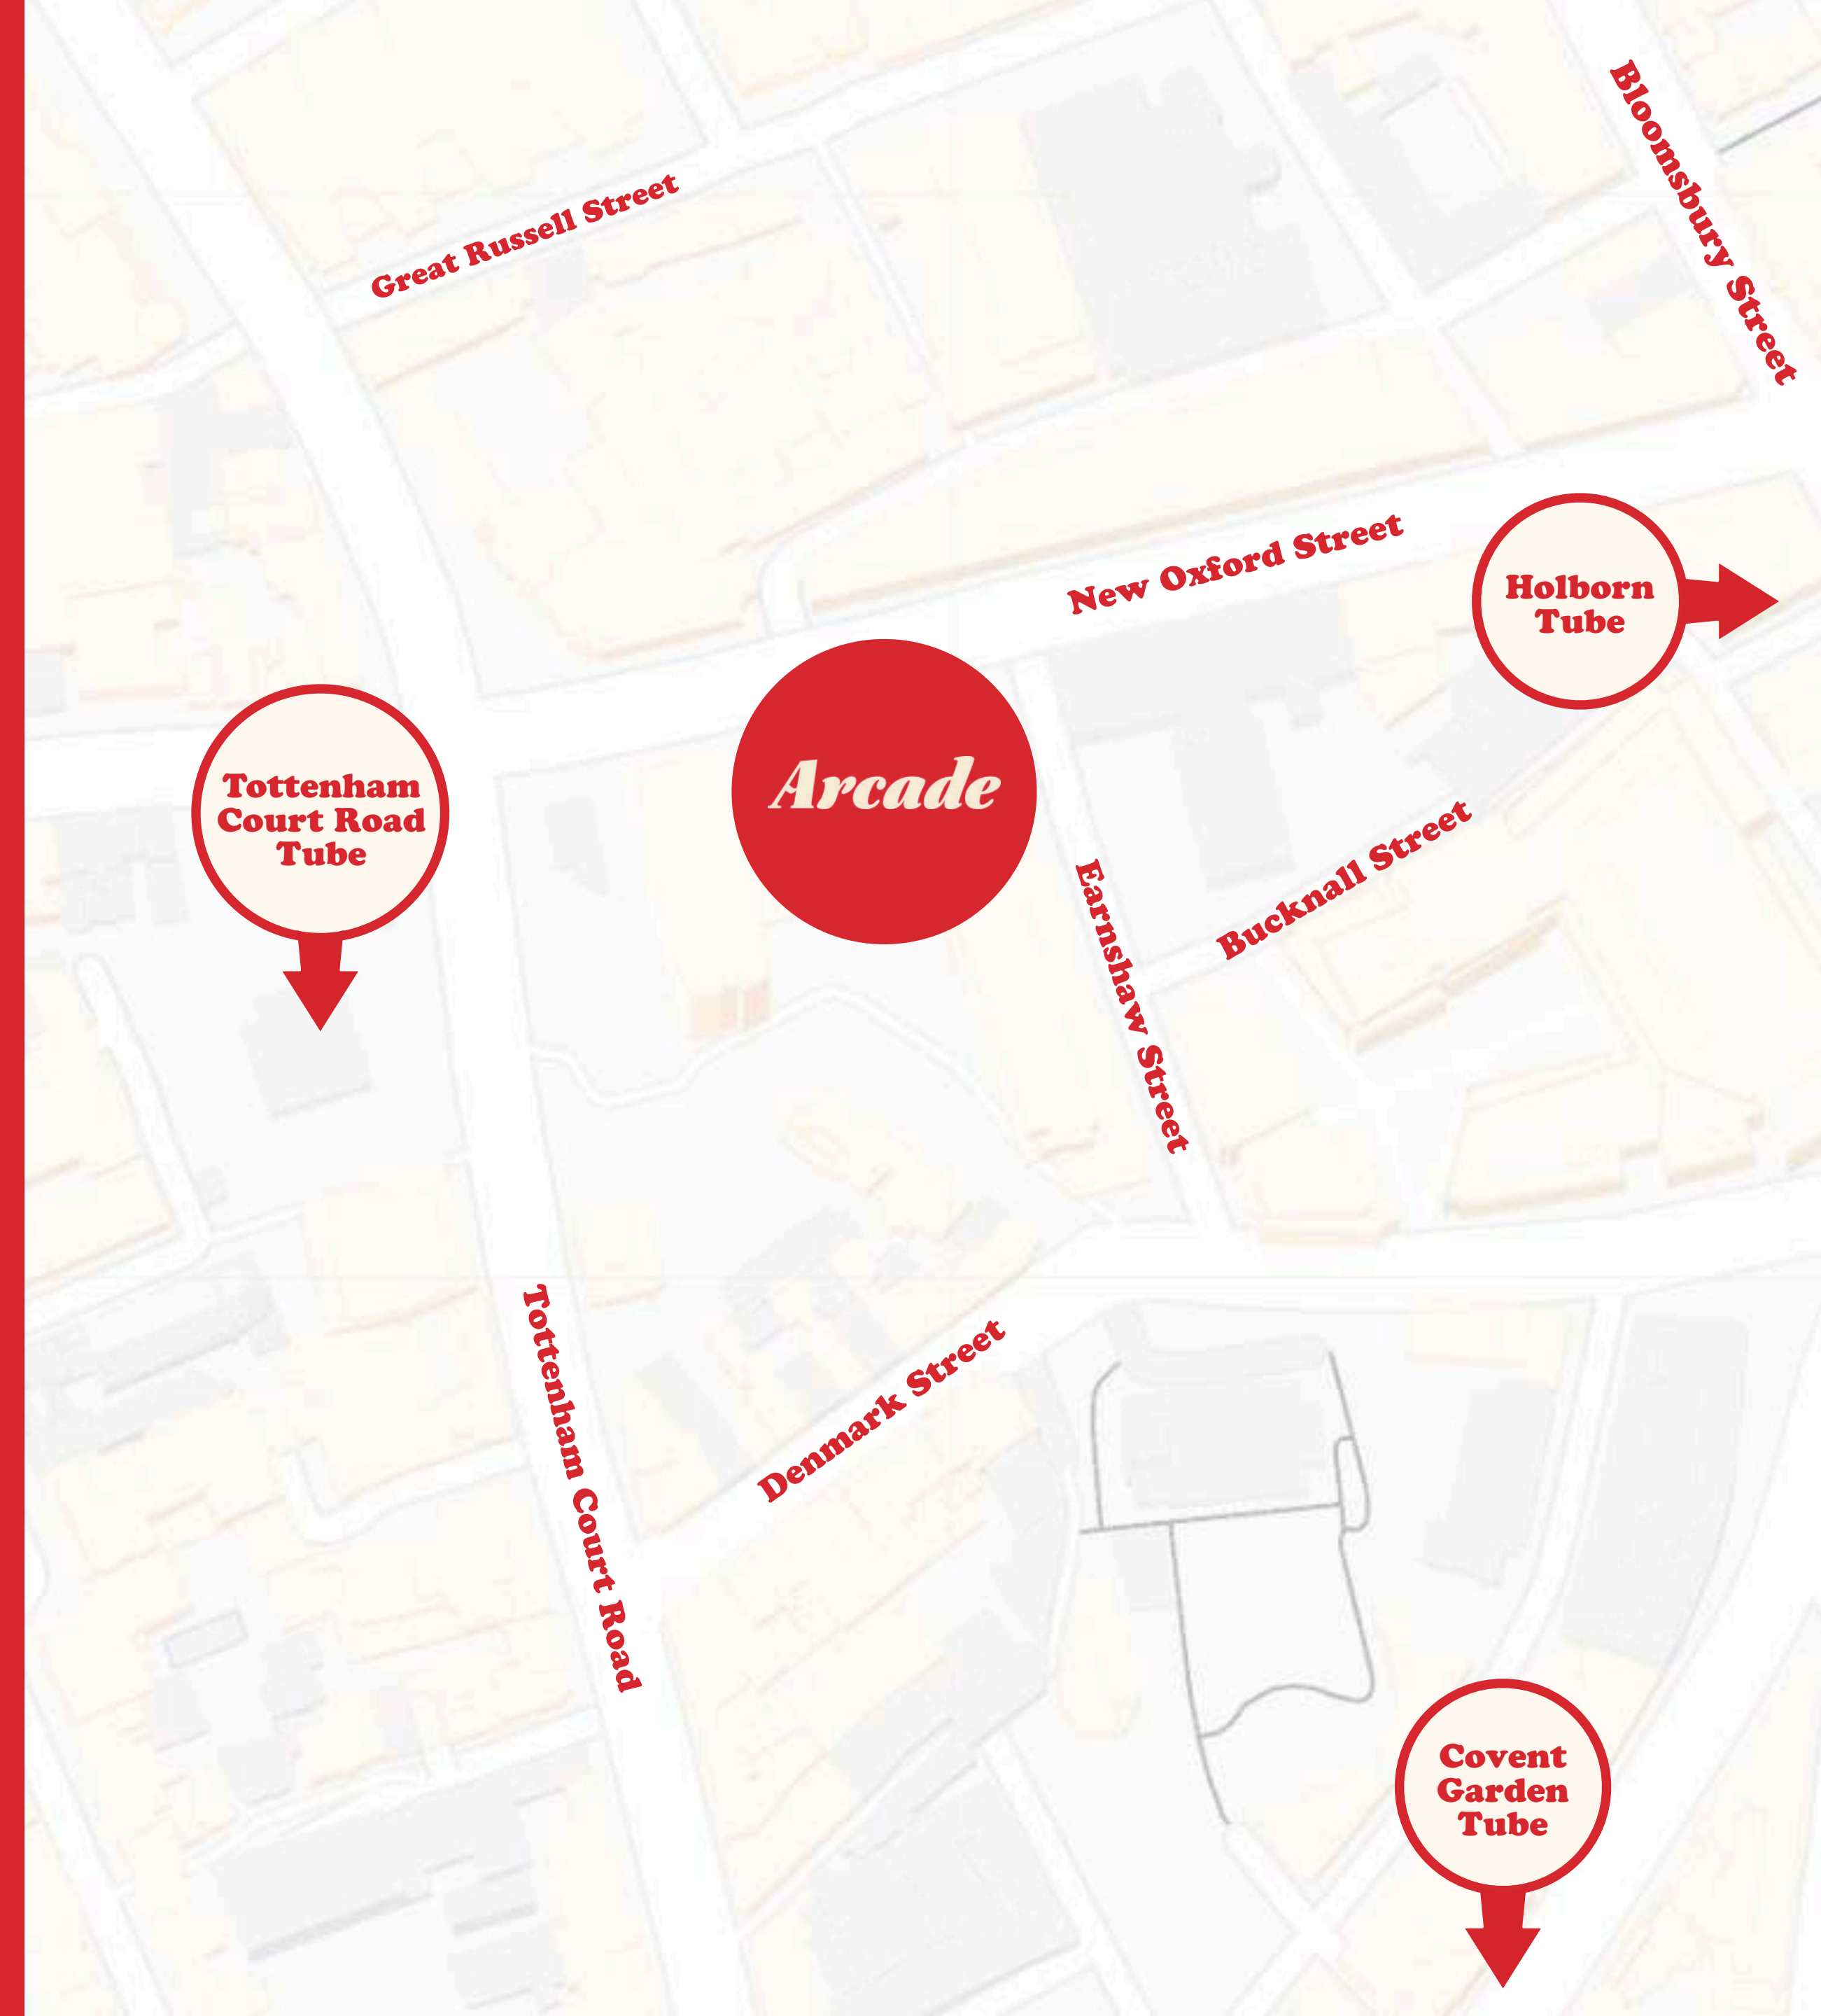 Bloomsbury Street
Great Russell Street
New Oxford Street
Holborn
Tube
Tottenham
Court Road
Tube
Arcade
Bucknall Street
Earnshaw Street
Tottenham Court Road
Denmark Street
Covent
Garden
Tube